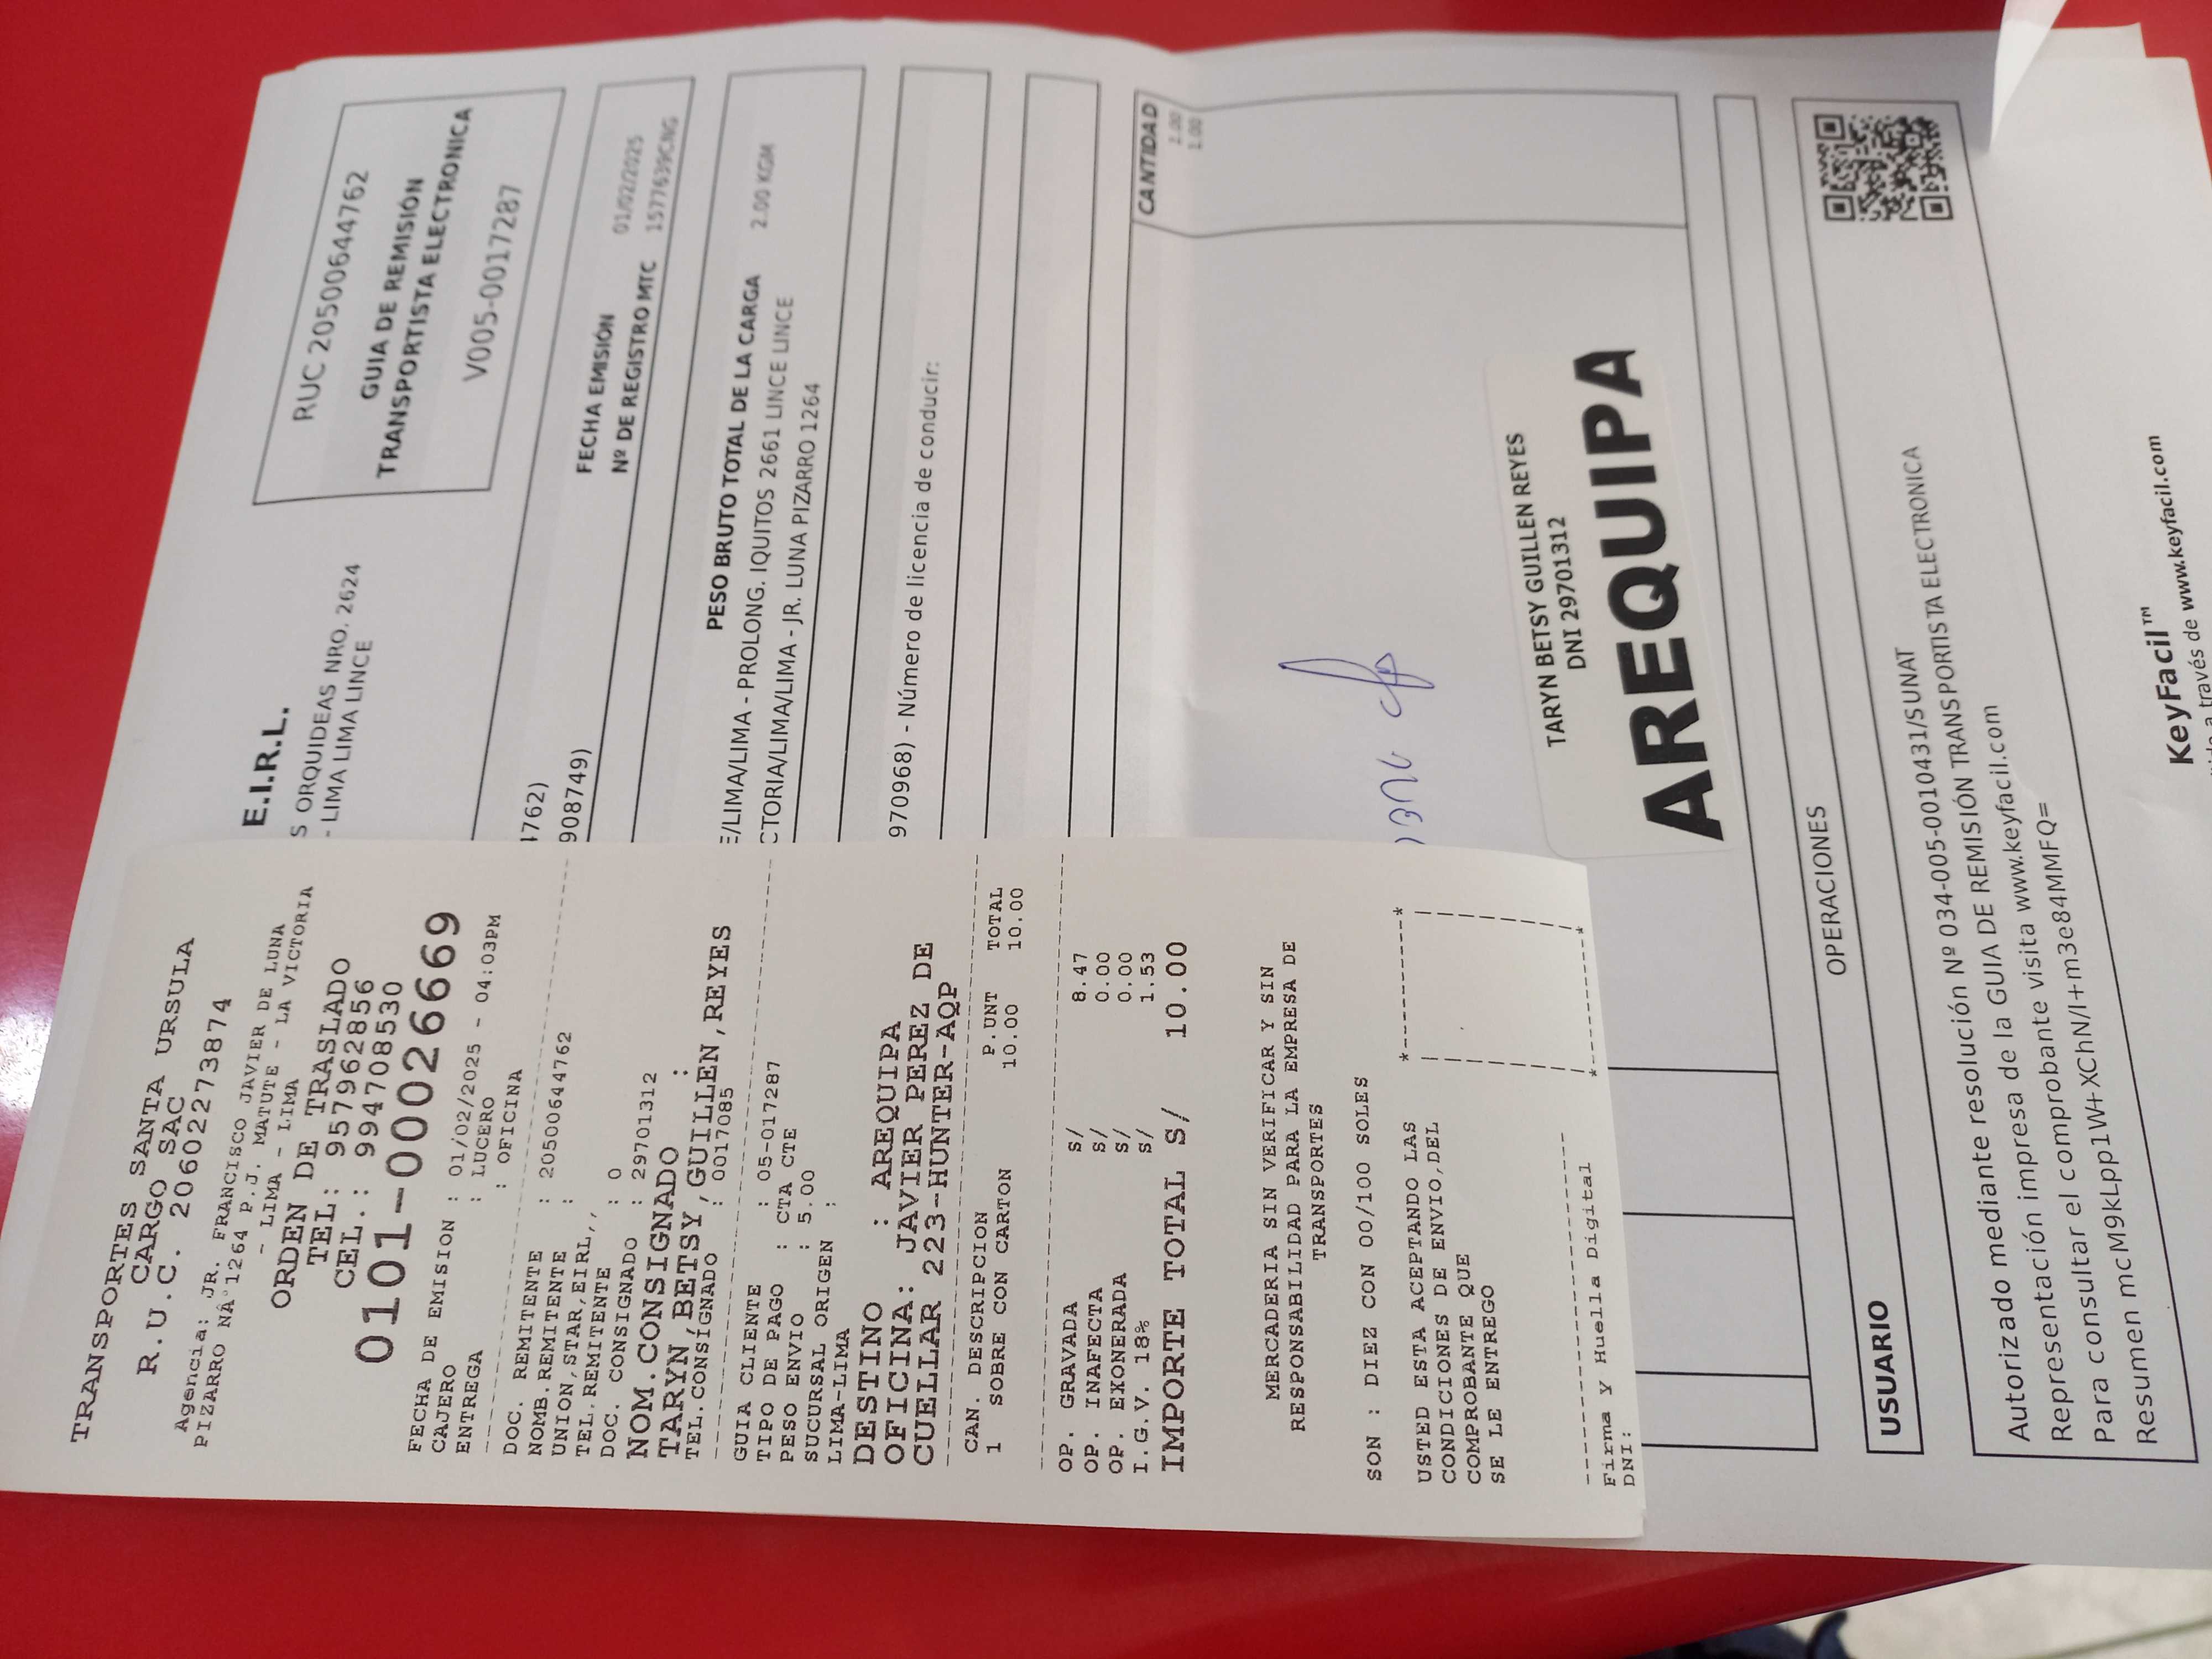 TRANSPORTES SANTA URSULA
CARGO SAC
R.U.C. 20602273874
Agencia: JR. FRANCISCO JAVIER DE LUNA
PIZARRO NÂ°1264 P.J. MATUTE - LA VICTORIA
- LIMA - LIMA
ORDEN DE TRASLADO
TEL: 957962856
CEL.: 994708530
0101-00026669
FECHA DE EMISION : 01/02/2025 - 04:03PM
CAJERO : LUCERO
ENTREGA : OFICINA
DOC. REMITENTE : 20500644762
NOMB.REMITENTE :
UNION,STAR,EIRL,,
TEL.REMITENTE : 0
DOC. CONSIGNADO : 29701312
NOM.CONSIGNADO :
TARYN,BETSY,GUILLEN,REYES
TEL.CONSIGNADO : 0017085
GUIA CLIENTE : 05-017287
TIPO DE PAGO : CTA CTE
PESO ENVIO : 5.00
SUCURSAL ORIGEN :
LIMA-LIMA
DESTINO : AREQUIPA
OFICINA: JAVIER PEREZ DE
CUELLAR 223-HUNTER-AQP
CAN. DESCRIPCION P.UNT TOTAL
1 SOBRE CON CARTON 10.00 10.00
OP. GRAVADA S/ 8.47
OP. INAFECTA S/ 0.00
OP. EXONERADA S/ 0.00
I.G.V. 18% S/ 1.53
IMPORTE TOTAL S/ 10.00
MERCADERIA SIN VERIFICAR Y SIN
RESPONSABILIDAD PARA LA EMPRESA DE
TRANSPORTES
SON : DIEZ CON 00/100 SOLES
USTED ESTA ACEPTANDO LAS
CONDICIONES DE ENVIO,DEL
COMPROBANTE QUE
SE LE ENTREGO
Firma y Huella Digital
DNI:
E.I.R.L.
S ORQUIDEAS NRO. 2624
- LIMA LIMA LINCE
RUC 20500644762
GUIA DE REMISIÓN
TRANSPORTISTA ELECTRONICA
V005-0017287
4762)
908749)
FECHA EMISIÓN 01/02/2025
Nº DE REGISTRO MTC 1577639CNG
PESO BRUTO TOTAL DE LA CARGA 2.00 KGM
E/LIMA/LIMA - PROLONG. IQUITOS 2661 LINCE LINCE
CTORIA/LIMA/LIMA - JR. LUNA PIZARRO 1264
970968) - Número de licencia de conducir:
CANTIDAD
1.00
1.00
TARYN BETSY GUILLEN REYES
DNI 29701312
AREQUIPA
OPERACIONES
USUARIO
Autorizado mediante resolución Nº 034-005-0010431/SUNAT
Representación impresa de la GUIA DE REMISIÓN TRANSPORTISTA ELECTRONICA
Para consultar el comprobante visita www.keyfacil.com
Resumen mcM9kLpp1W+XChN/I+m3e84MMFQ=
KeyFacil™
a través de www.keyfacil.com